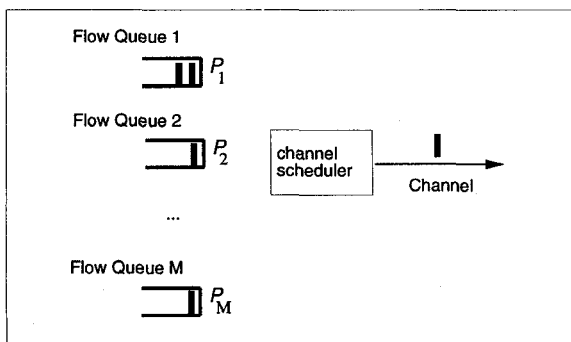 Flow Queue 1
P1
Flow Queue 2
P2
channel
scheduler
Channel
...
Flow Queue M
PM